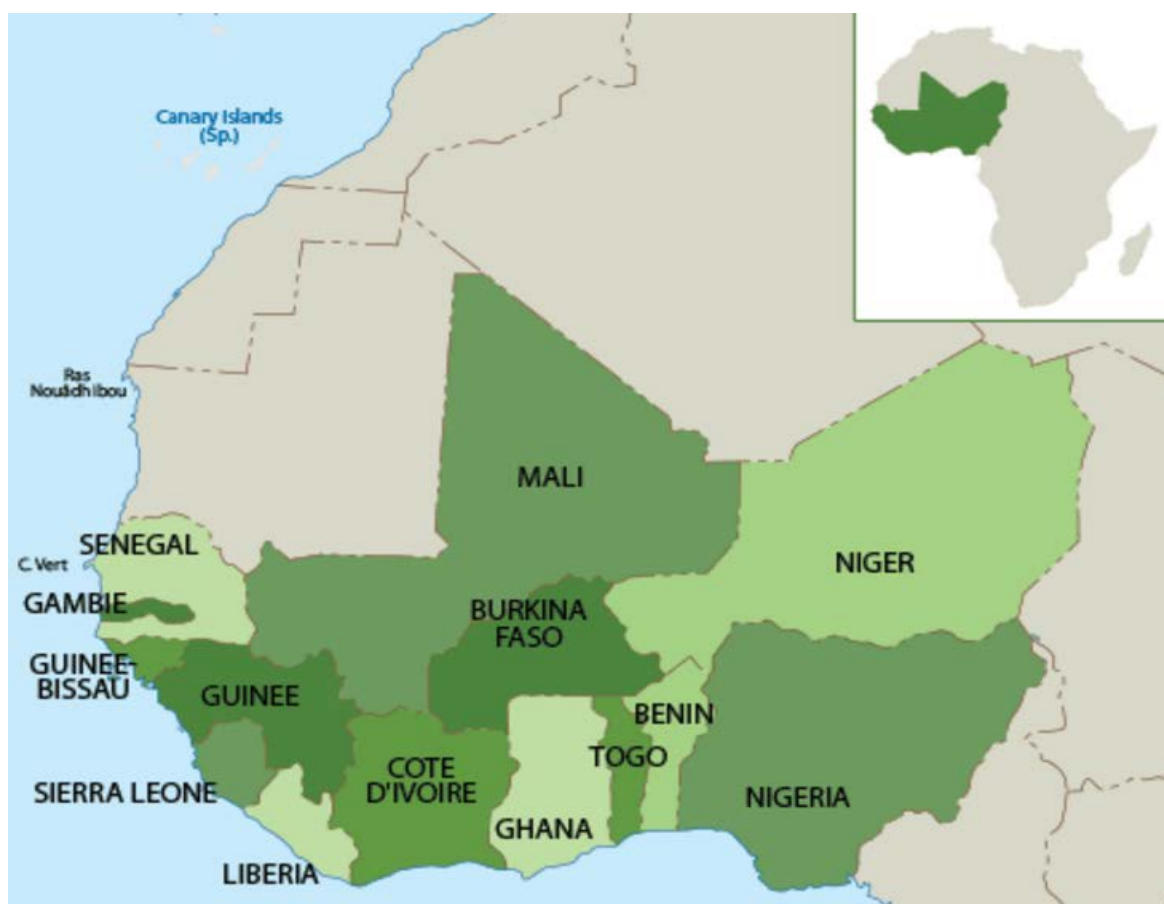 Canary Islands
(Sp.)
Ras
Nouâdhibou
MALI
SENEGAL
C. Vert
NIGER
GAMBIE
BURKINA
FASO
GUINEE-
BISSAU
GUINEE
BENIN
TOGO
COTE
D'IVOIRE
SIERRA LEONE
NIGERIA
GHANA
LIBERIA